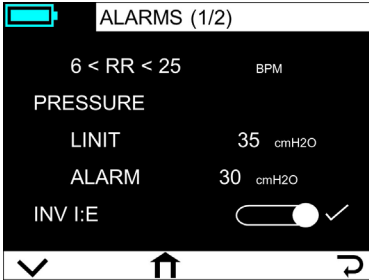 ALARMS (1/2)
6 < RR < 25 BPM
PRESSURE
LINIT 35 cmH2O
ALARM 30 cmH2O
INV I:E